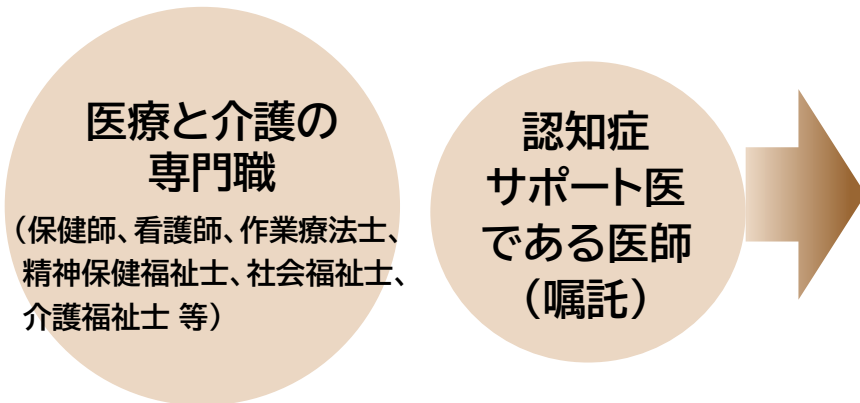 医療と介護の
専門職
（保健師、看護師、作業療法士、
精神保健福祉士、社会福祉士、
介護福祉士 等）
認知症
サポート医
である医師
（嘱託）